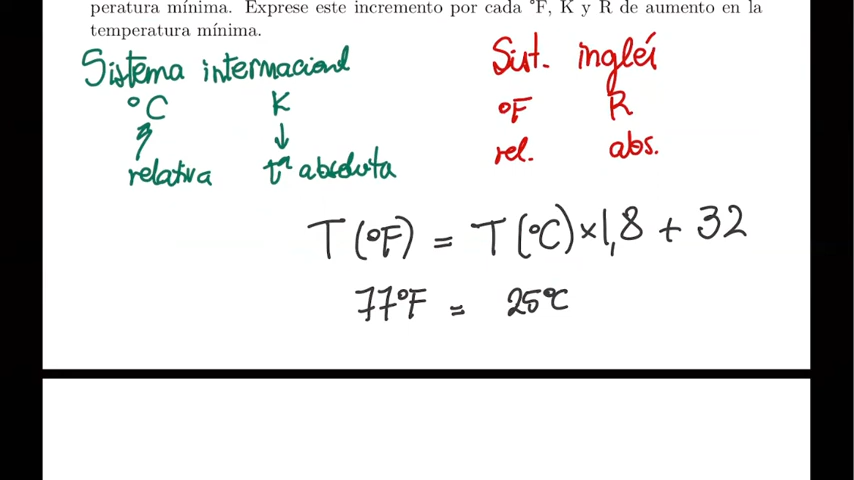 peratura mínima. Exprese este incremento por cada °F, K y R de aumento en la
temperatura mínima.
Sistema internacional
Sist. inglés
°C K
°F R
relativa tª absoluta
rel. abs.
T (°F) = T (°C) × 1,8 + 32
77°F = 25°C